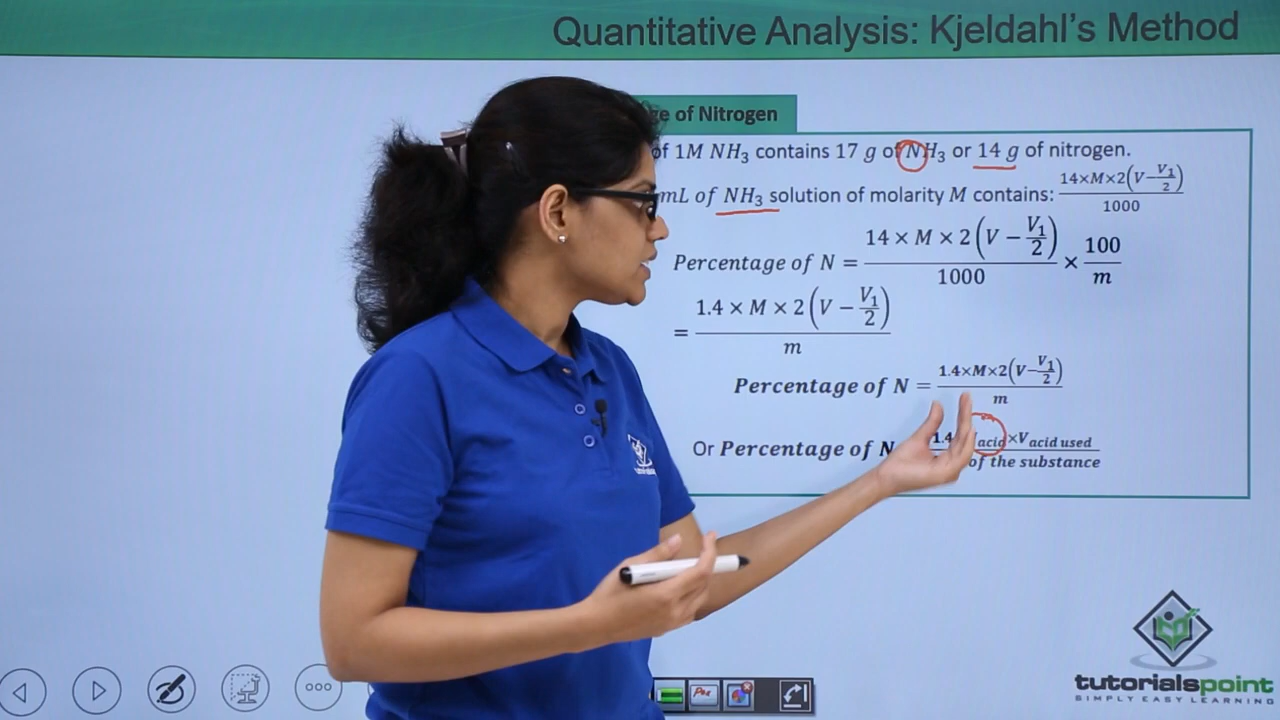 Quantitative Analysis: Kjeldahl's Method
ge of Nitrogen
of 1M NH₃ contains 17 g of NH₃ or 14 g of nitrogen.
mL of NH₃ solution of molarity M contains: 14×M×2(V−V₁/2)/1000
Percentage of N = 14 × M × 2(V − V₁/2)/1000 × 100/m
= 1.4 × M × 2(V − V₁/2)/m
Percentage of N = 1.4×M×2(V−V₁/2)/m
Or Percentage of N 1.4 acid×V acid used
of the substance
tutorialspoint
SIMPLY EASY LEARNING